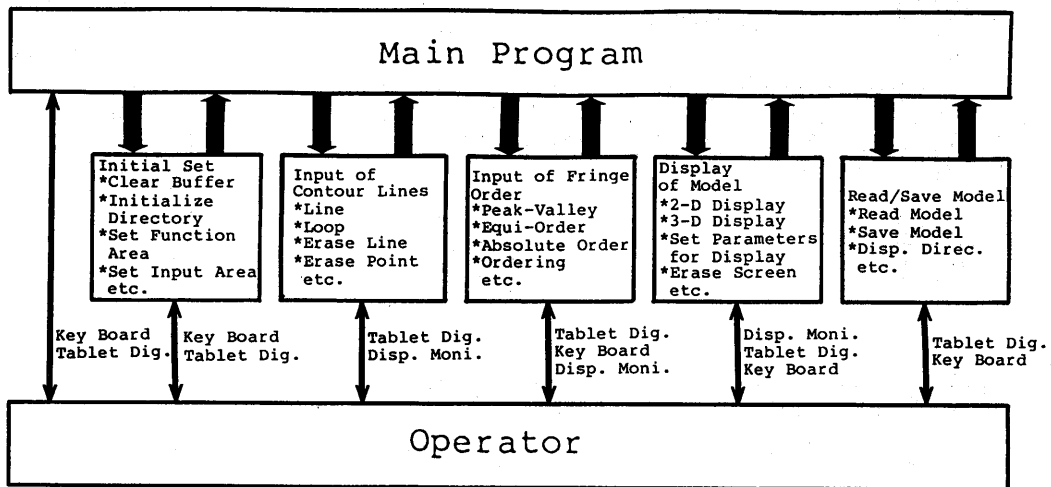 Main Program
Initial Set
*Clear Buffer
*Initialize
Directory
*Set Function
Area
*Set Input Area
etc.
Input of
Contour Lines
*Line
*Loop
*Erase Line
*Erase Point
etc.
Input of Fringe
Order
*Peak-Valley
*Equi-Order
*Absolute Order
*Ordering
etc.
Display
of Model
*2-D Display
*3-D Display
*Set Parameters
for Display
*Erase Screen
etc.
Read/Save Model
*Read Model
*Save Model
*Disp. Direc.
etc.
Key Board
Tablet Dig.
Key Board
Tablet Dig.
Tablet Dig.
Disp. Moni.
Tablet Dig.
Key Board
Disp. Moni.
Disp. Moni.
Tablet Dig.
Key Board
Tablet Dig.
Key Board
Operator